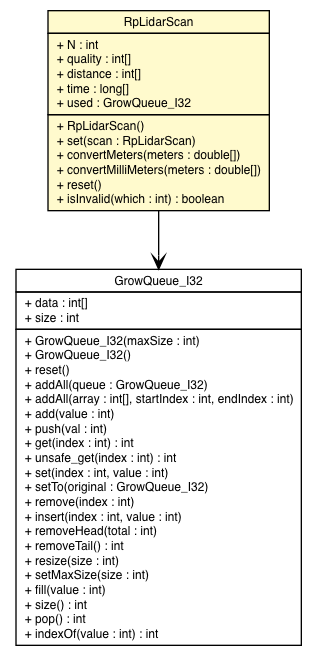 RpLidarScan
+ N : int
+ quality : int[]
+ distance : int[]
+ time : long[]
+ used : GrowQueue_I32
+ RpLidarScan()
+ set(scan : RpLidarScan)
+ convertMeters(meters : double[])
+ convertMilliMeters(meters : double[])
+ reset()
+ isInvalid(which : int) : boolean
GrowQueue_I32
+ data : int[]
+ size : int
+ GrowQueue_I32(maxSize : int)
+ GrowQueue_I32()
+ reset()
+ addAll(queue : GrowQueue_I32)
+ addAll(array : int[], startIndex : int, endIndex : int)
+ add(value : int)
+ push(val : int)
+ get(index : int) : int
+ unsafe_get(index : int) : int
+ set(index : int, value : int)
+ setTo(original : GrowQueue_I32)
+ remove(index : int)
+ insert(index : int, value : int)
+ removeHead(total : int)
+ removeTail() : int
+ resize(size : int)
+ setMaxSize(size : int)
+ fill(value : int)
+ size() : int
+ pop() : int
+ indexOf(value : int) : int